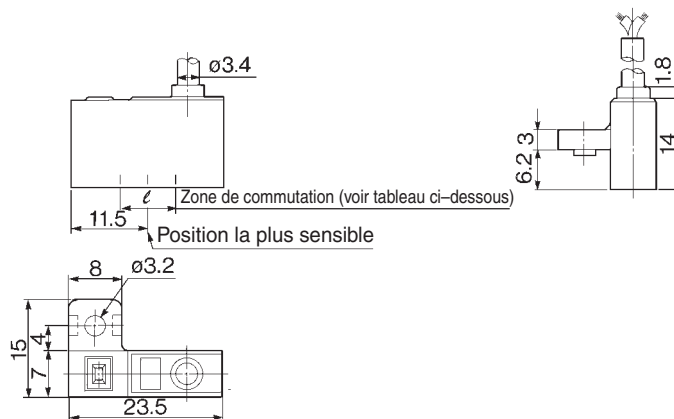 ø3.4
1.8
3
6.2
14
ℓ
Zone de commutation (voir tableau ci–dessous)
11.5
Position la plus sensible
8
ø3.2
15
4
7
23.5